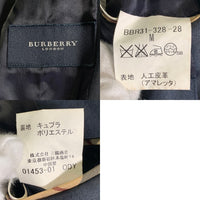 BURBERRY
LONDON
BBR31-328-28
M
表地 人工皮革
(アマレッタ)
裏地 キュプラ
ポリエステル
01453-01 ODY